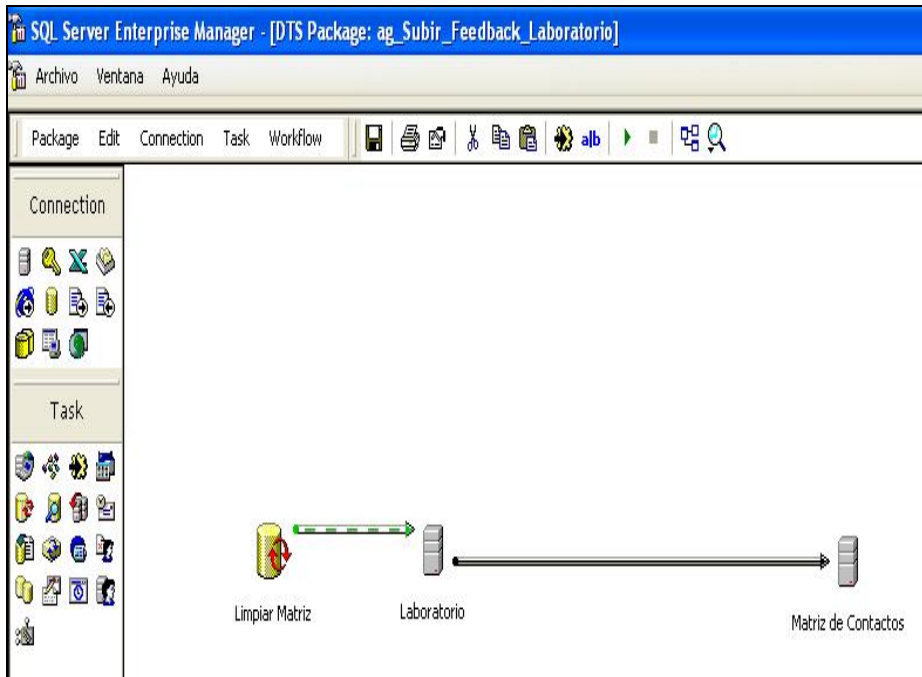 SQL Server Enterprise Manager - [DTS Package: ag_Subir_Feedback_Laboratorio]
Archivo Ventana Ayuda
Package Edit Connection Task Workflow a|b
Connection
Task
Limpiar Matriz
Laboratorio
Matriz de Contactos